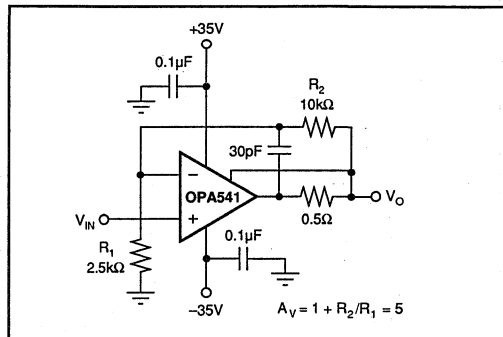 +35V
0.1µF
R2
10kΩ
30pF
OPA541
VIN
VO
0.5Ω
R1
2.5kΩ
0.1µF
–35V
AV = 1 + R2/R1 = 5